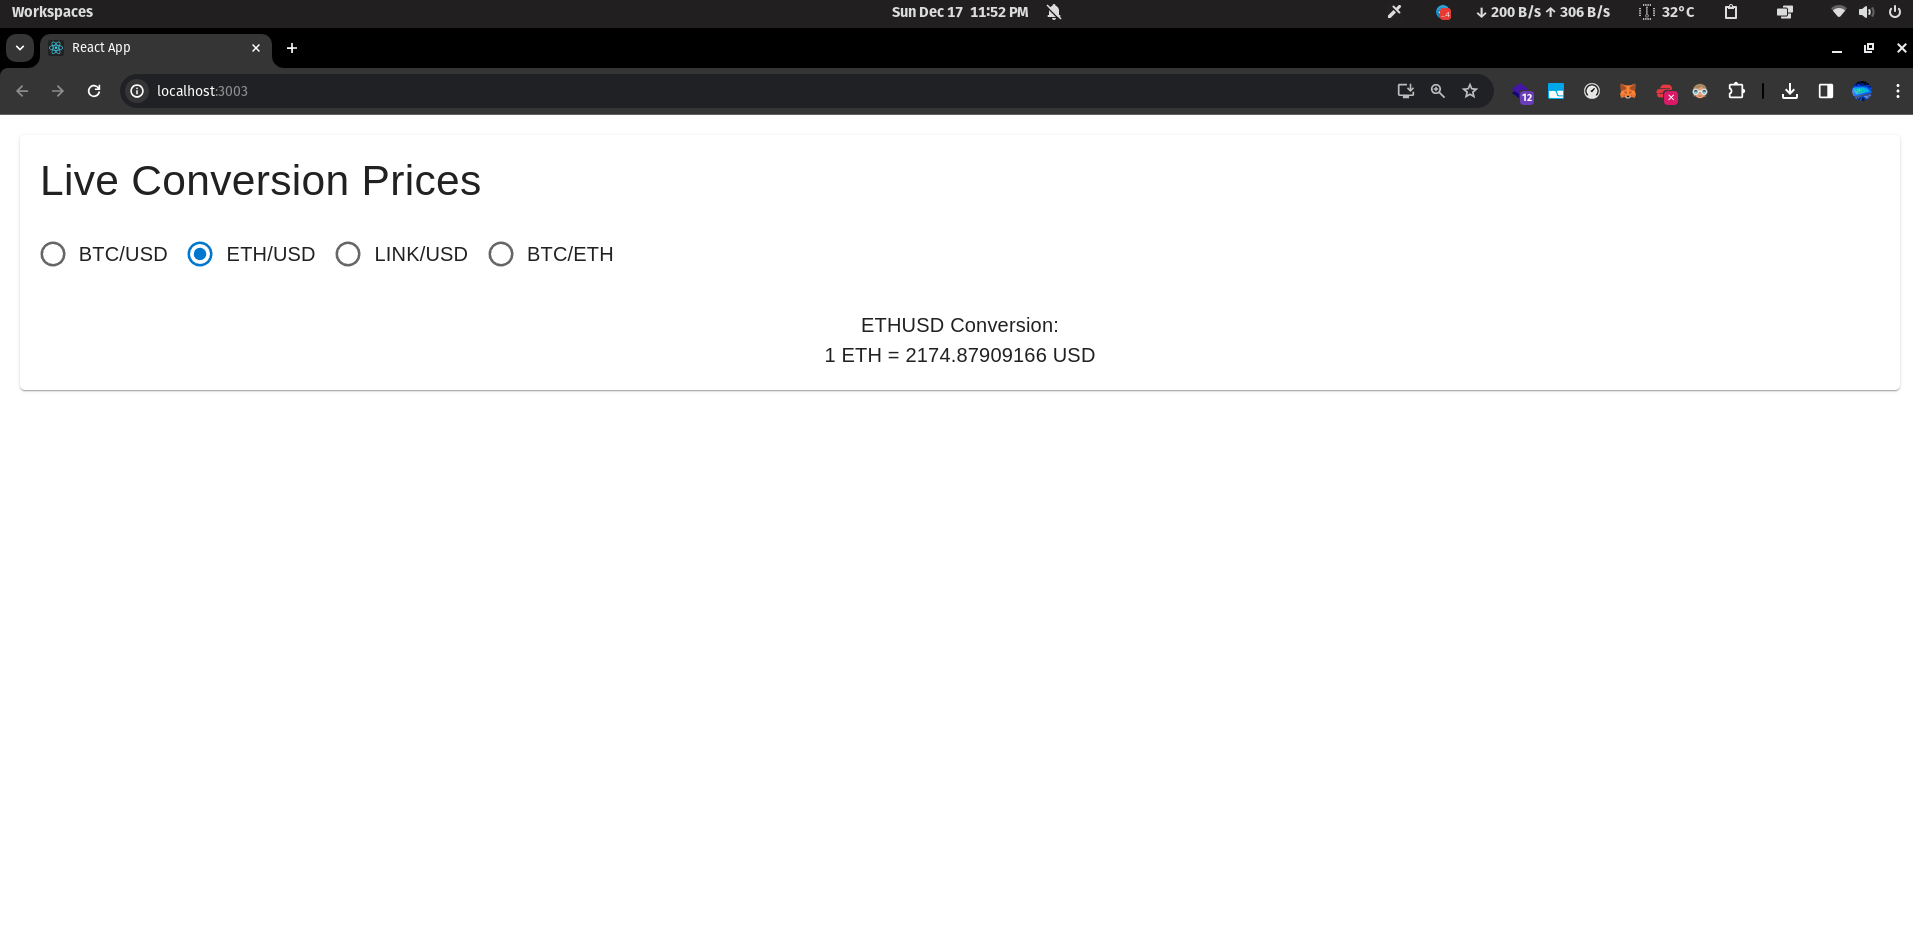 Workspaces
Sun Dec 17 11:52 PM
↓ 200 B/s ↑ 306 B/s
32°C
React App
localhost:3003
12
Live Conversion Prices
BTC/USD ETH/USD LINK/USD BTC/ETH
ETHUSD Conversion:
1 ETH = 2174.87909166 USD